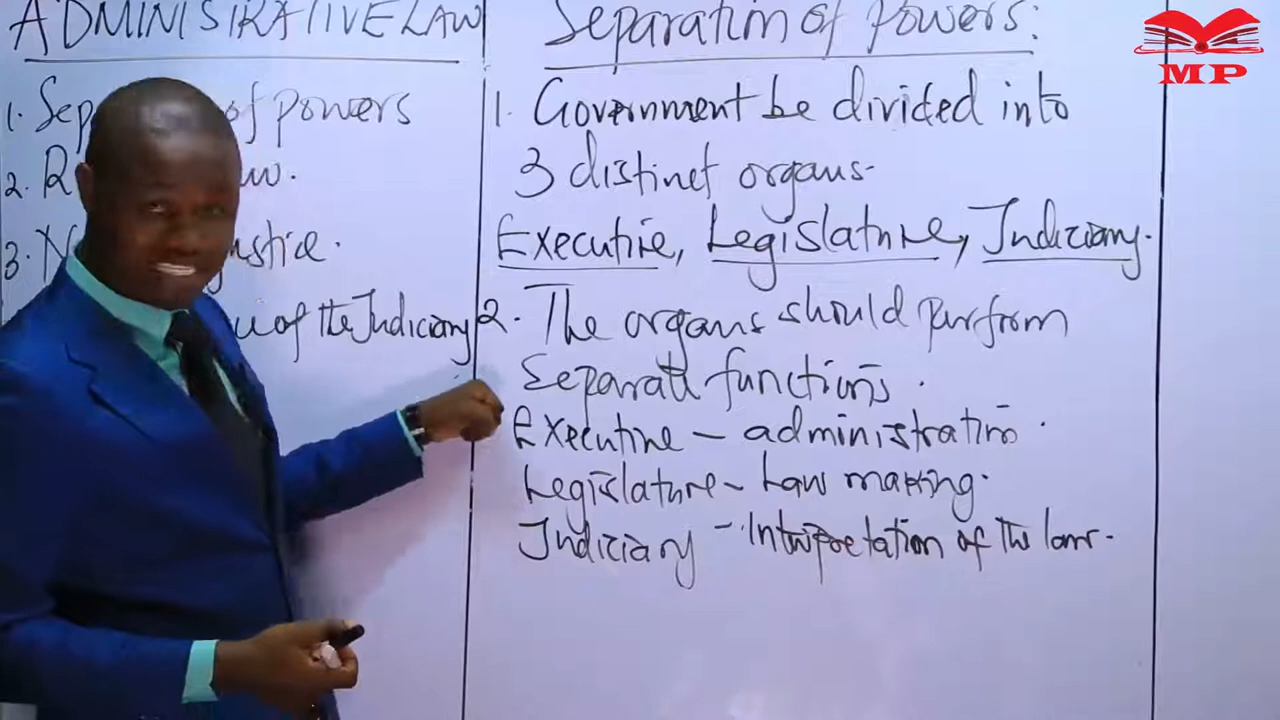 ADMINISTRATIVE LAW
1. Sep of powers
2. R w.
3. N ustice.
of the Judiciary
Separation of Powers:
1. Government be divided into
3 distinct organs.
Executive, Legislature, Judiciary.
2. The organs should perfrom
Separate functions.
Executive - administration.
Legislature - Law making.
Judiciary - Interpretation of the law.
MP